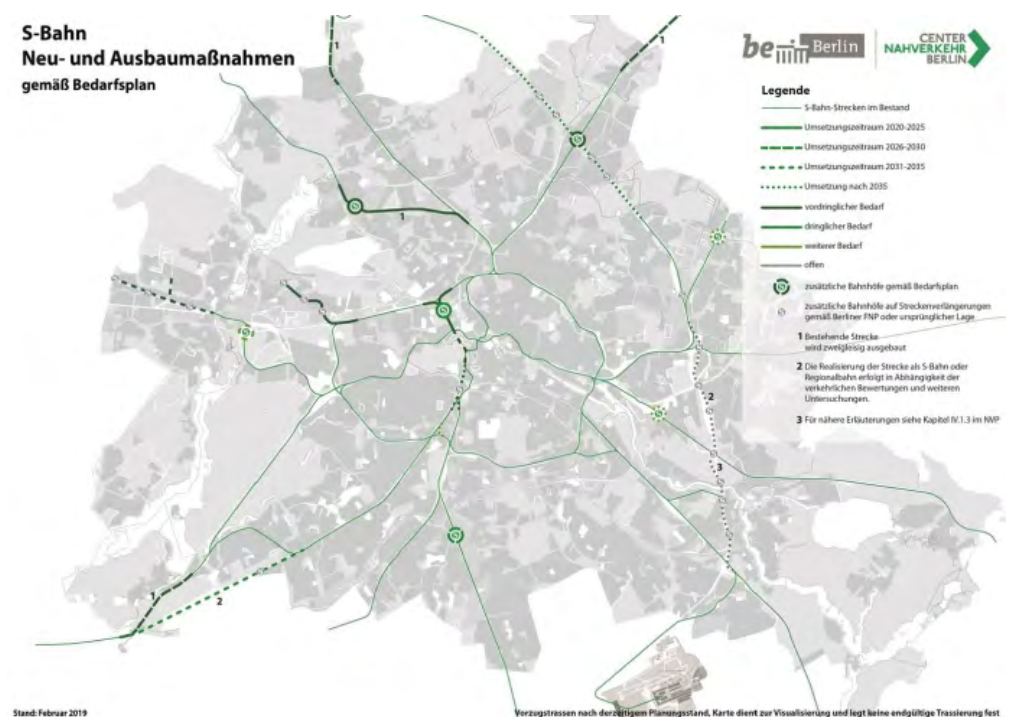 S-Bahn
Neu- und Ausbaumaßnahmen
gemäß Bedarfsplan
be Berlin
CENTER
NAHVERKEHR
BERLIN
Legende
S-Bahn-Strecken im Bestand
Umsetzungszeitraum 2020-2025
Umsetzungszeitraum 2026-2030
Umsetzungszeitraum 2031-2035
Umsetzung nach 2035
vordringlicher Bedarf
dringlicher Bedarf
weiterer Bedarf
offen
zusätzliche Bahnhöfe gemäß Bedarfsplan
zusätzliche Bahnhöfe auf Streckenverlängerungen
gemäß Berliner FNP oder ursprünglicher Lage
1 Bestehende Strecke
wird zweigleisig ausgebaut
2 Die Realisierung der Strecke als S-Bahn oder
Regionalbahn erfolgt in Abhängigkeit der
verkehrlichen Bewertungen und weiteren
Untersuchungen.
3 Für nähere Erläuterungen siehe Kapitel IV.1.3 im NVP
1
1
1
2
3
1
2
Stand: Februar 2019
Vorzugstrassen nach derzeitigem Planungsstand, Karte dient zur Visualisierung und legt keine endgültige Trassierung fest